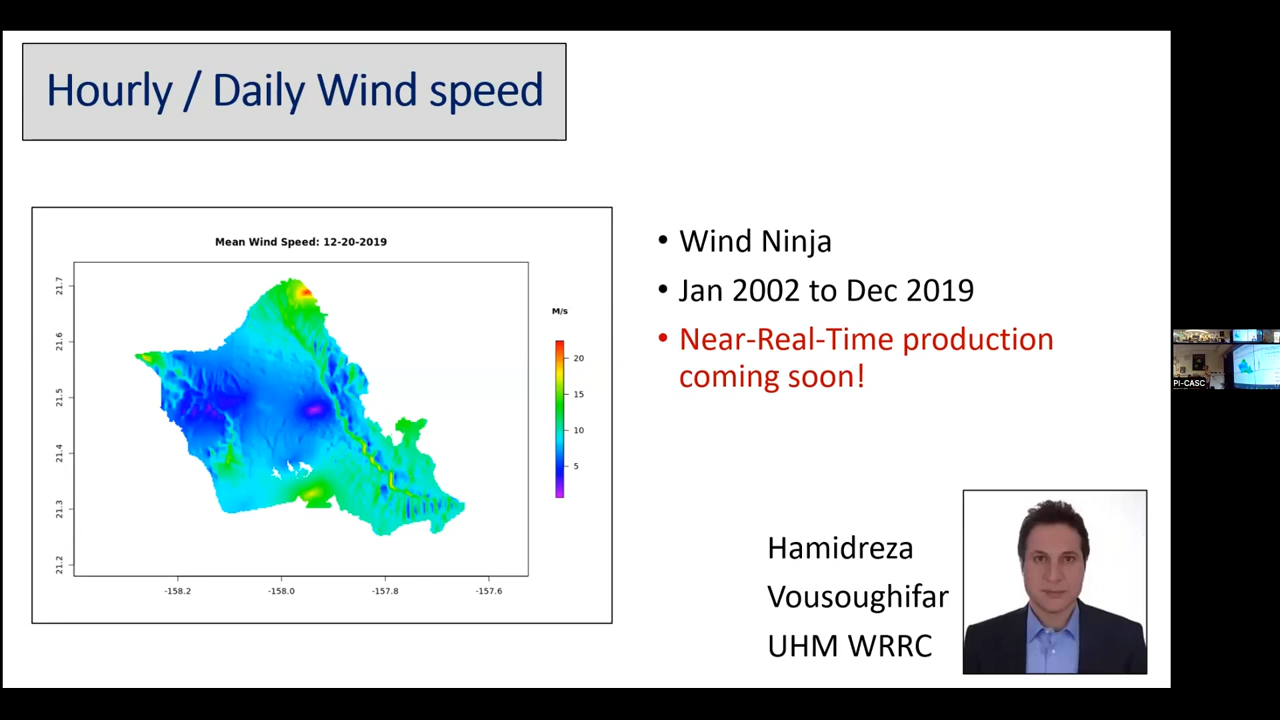 Hourly / Daily Wind speed
Mean Wind Speed: 12-20-2019
21.7
21.6
21.5
21.4
21.3
21.2
-158.2
-158.0
-157.8
-157.6
M/s
20
15
10
5
• Wind Ninja
• Jan 2002 to Dec 2019
• Near-Real-Time production
coming soon!
Hamidreza
Vousoughifar
UHM WRRC
PI-CASC